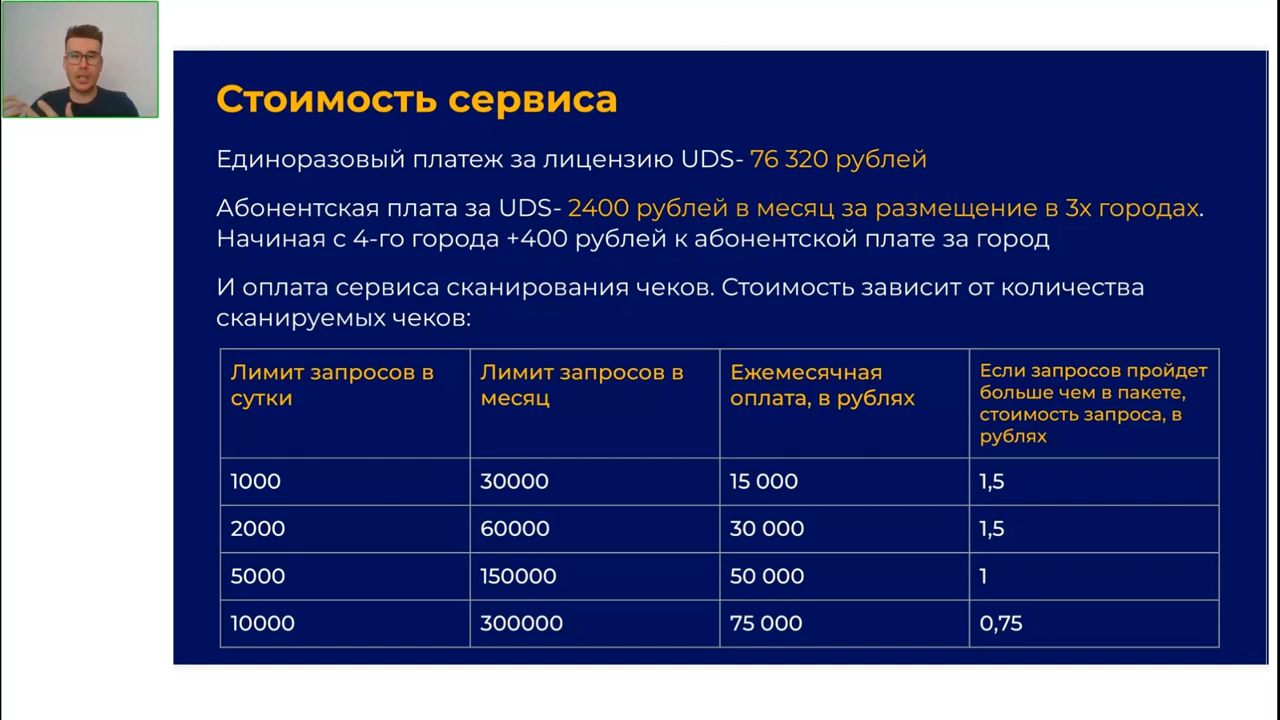 Стоимость сервиса
Единоразовый платеж за лицензию UDS- 76 320 рублей
Абонентская плата за UDS- 2400 рублей в месяц за размещение в 3х городах.
Начиная с 4-го города +400 рублей к абонентской плате за город
И оплата сервиса сканирования чеков. Стоимость зависит от количества
сканируемых чеков:
Лимит запросов в
сутки
Лимит запросов в
месяц
Ежемесячная
оплата, в рублях
Если запросов пройдет
больше чем в пакете,
стоимость запроса, в
рублях
1000
30000
15 000
1,5
2000
60000
30 000
1,5
5000
150000
50 000
1
10000
300000
75 000
0,75